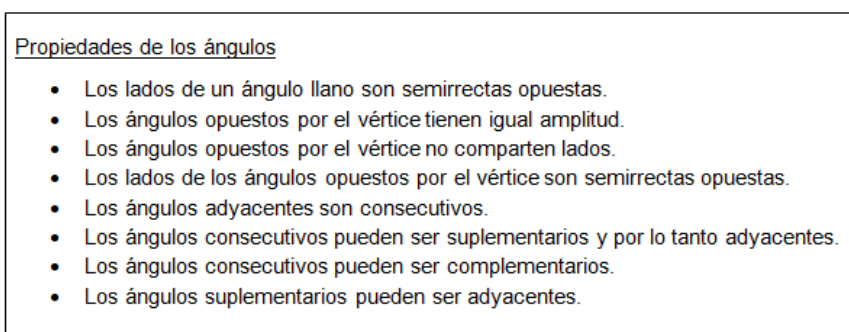 Propiedades de los ángulos
• Los lados de un ángulo llano son semirrectas opuestas.
• Los ángulos opuestos por el vértice tienen igual amplitud.
• Los ángulos opuestos por el vértice no comparten lados.
• Los lados de los ángulos opuestos por el vértice son semirrectas opuestas.
• Los ángulos adyacentes son consecutivos.
• Los ángulos consecutivos pueden ser suplementarios y por lo tanto adyacentes.
• Los ángulos consecutivos pueden ser complementarios.
• Los ángulos suplementarios pueden ser adyacentes.